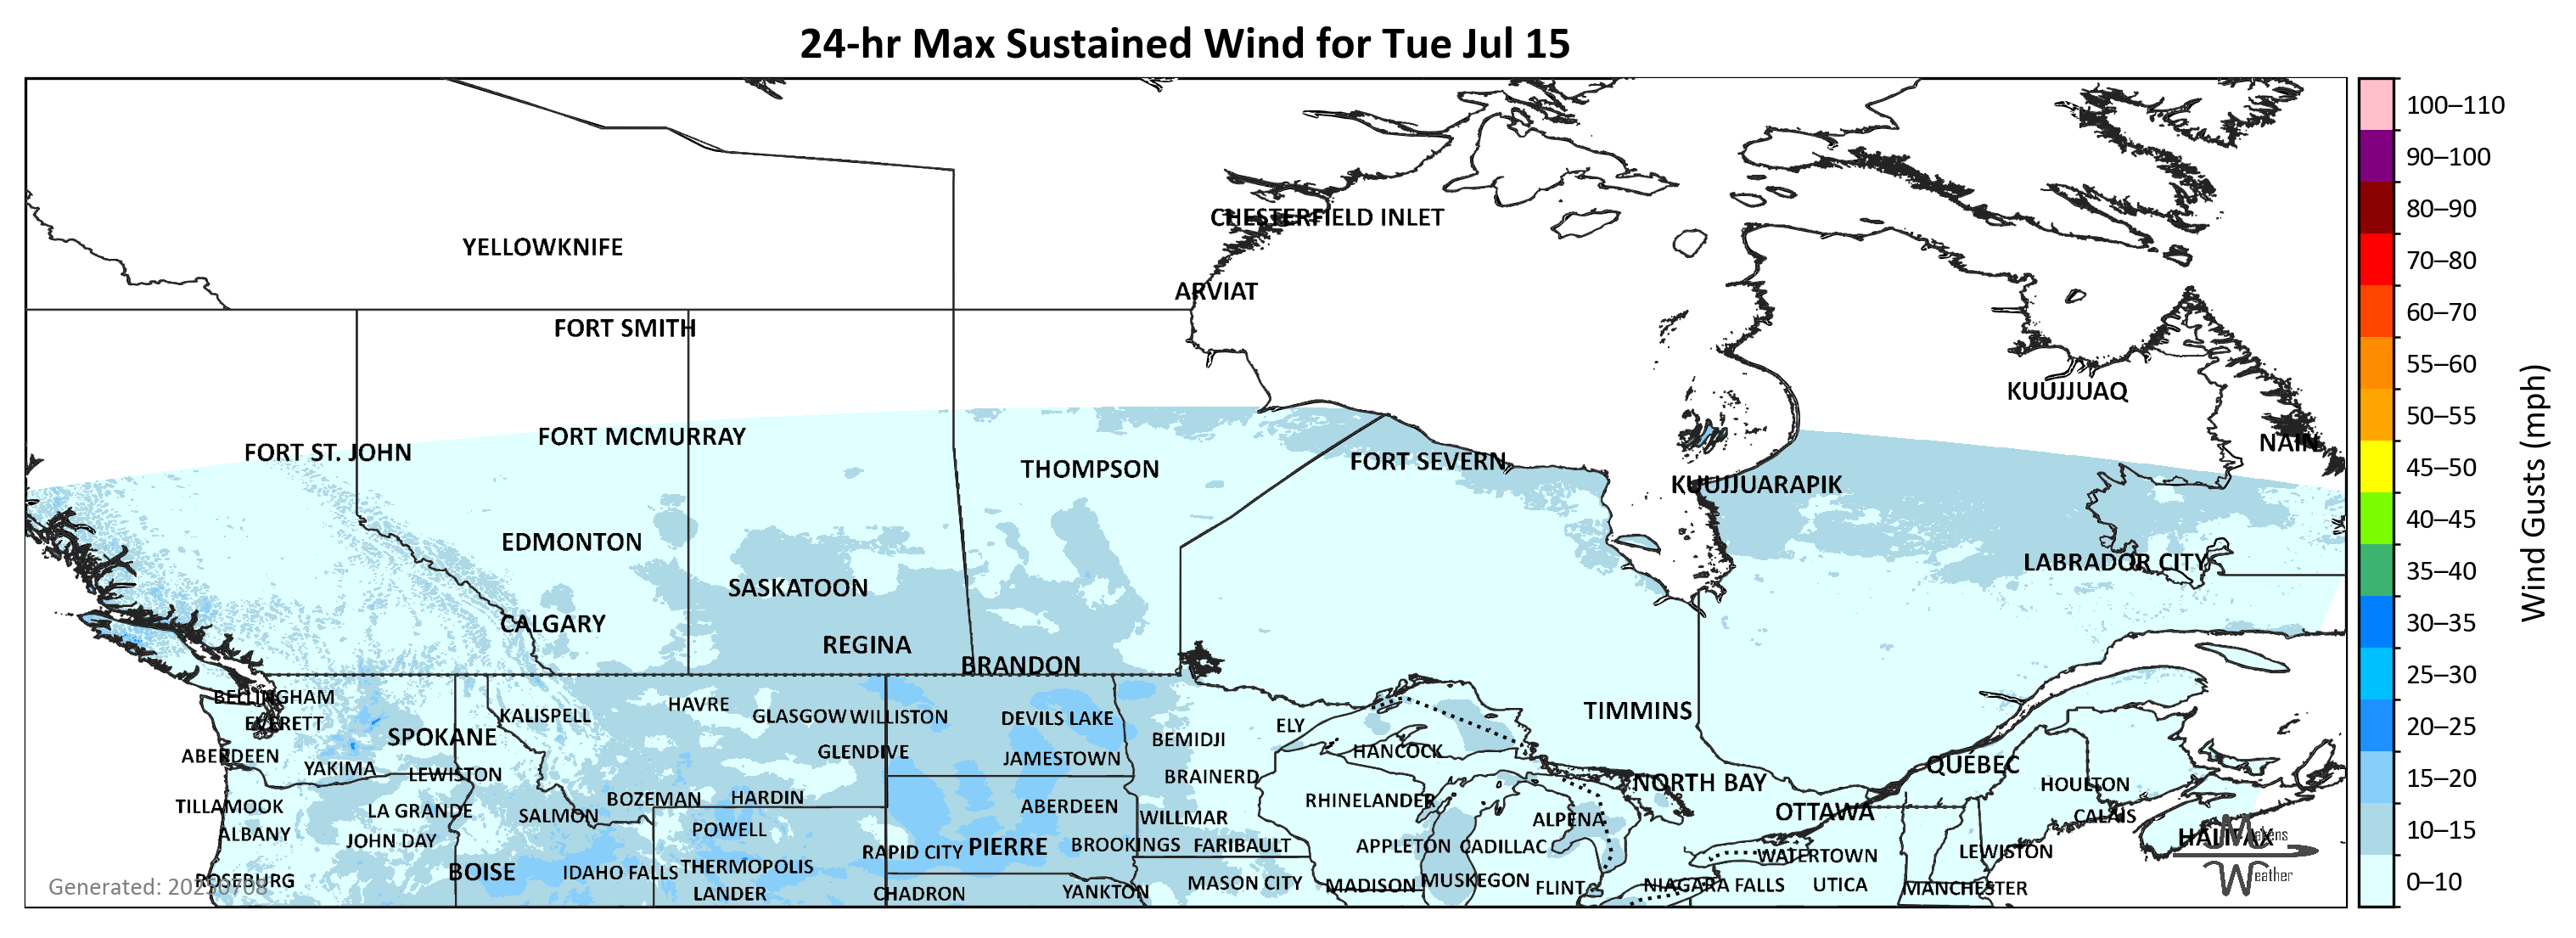 24-hr Max Sustained Wind for Tue Jul 15
100–110
90–100
80–90
70–80
60–70
55–60
50–55
45–50
40–45
35–40
30–35
25–30
20–25
15–20
10–15
0–10
Wind Gusts (mph)
CHESTERFIELD INLET
YELLOWKNIFE
ARVIAT
FORT SMITH
KUUJJUAQ
FORT MCMURRAY
NAIN
FORT ST. JOHN
FORT SEVERN
THOMPSON
KUUJJUARAPIK
EDMONTON
LABRADOR CITY
SASKATOON
CALGARY
REGINA
BRANDON
BELLINGHAM
HAVRE
TIMMINS
KALISPELL
GLASGOW
WILLISTON
DEVILS LAKE
EVERETT
ELY
SPOKANE
BEMIDJI
GLENDIVE
HANCOCK
ABERDEEN
JAMESTOWN
QUÉBEC
YAKIMA
LEWISTON
BRAINERD
NORTH BAY
HOULTON
BOZEMAN
HARDIN
RHINELANDER
TILLAMOOK
ABERDEEN
LA GRANDE
OTTAWA
SALMON
CALAIS
WILLMAR
ALPENA
POWELL
ALBANY
HALIFAX
JOHN DAY
BROOKINGS
FARIBAULT
APPLETON
CADILLAC
PIERRE
RAPID CITY
LEWISTON
WATERTOWN
THERMOPOLIS
BOISE
IDAHO FALLS
ROSEBURG
MUSKEGON
MASON CITY
MADISON
NIAGARA FALLS
UTICA
FLINT
MANCHESTER
YANKTON
LANDER
CHADRON
Generated: 20250708
Makens
Weather